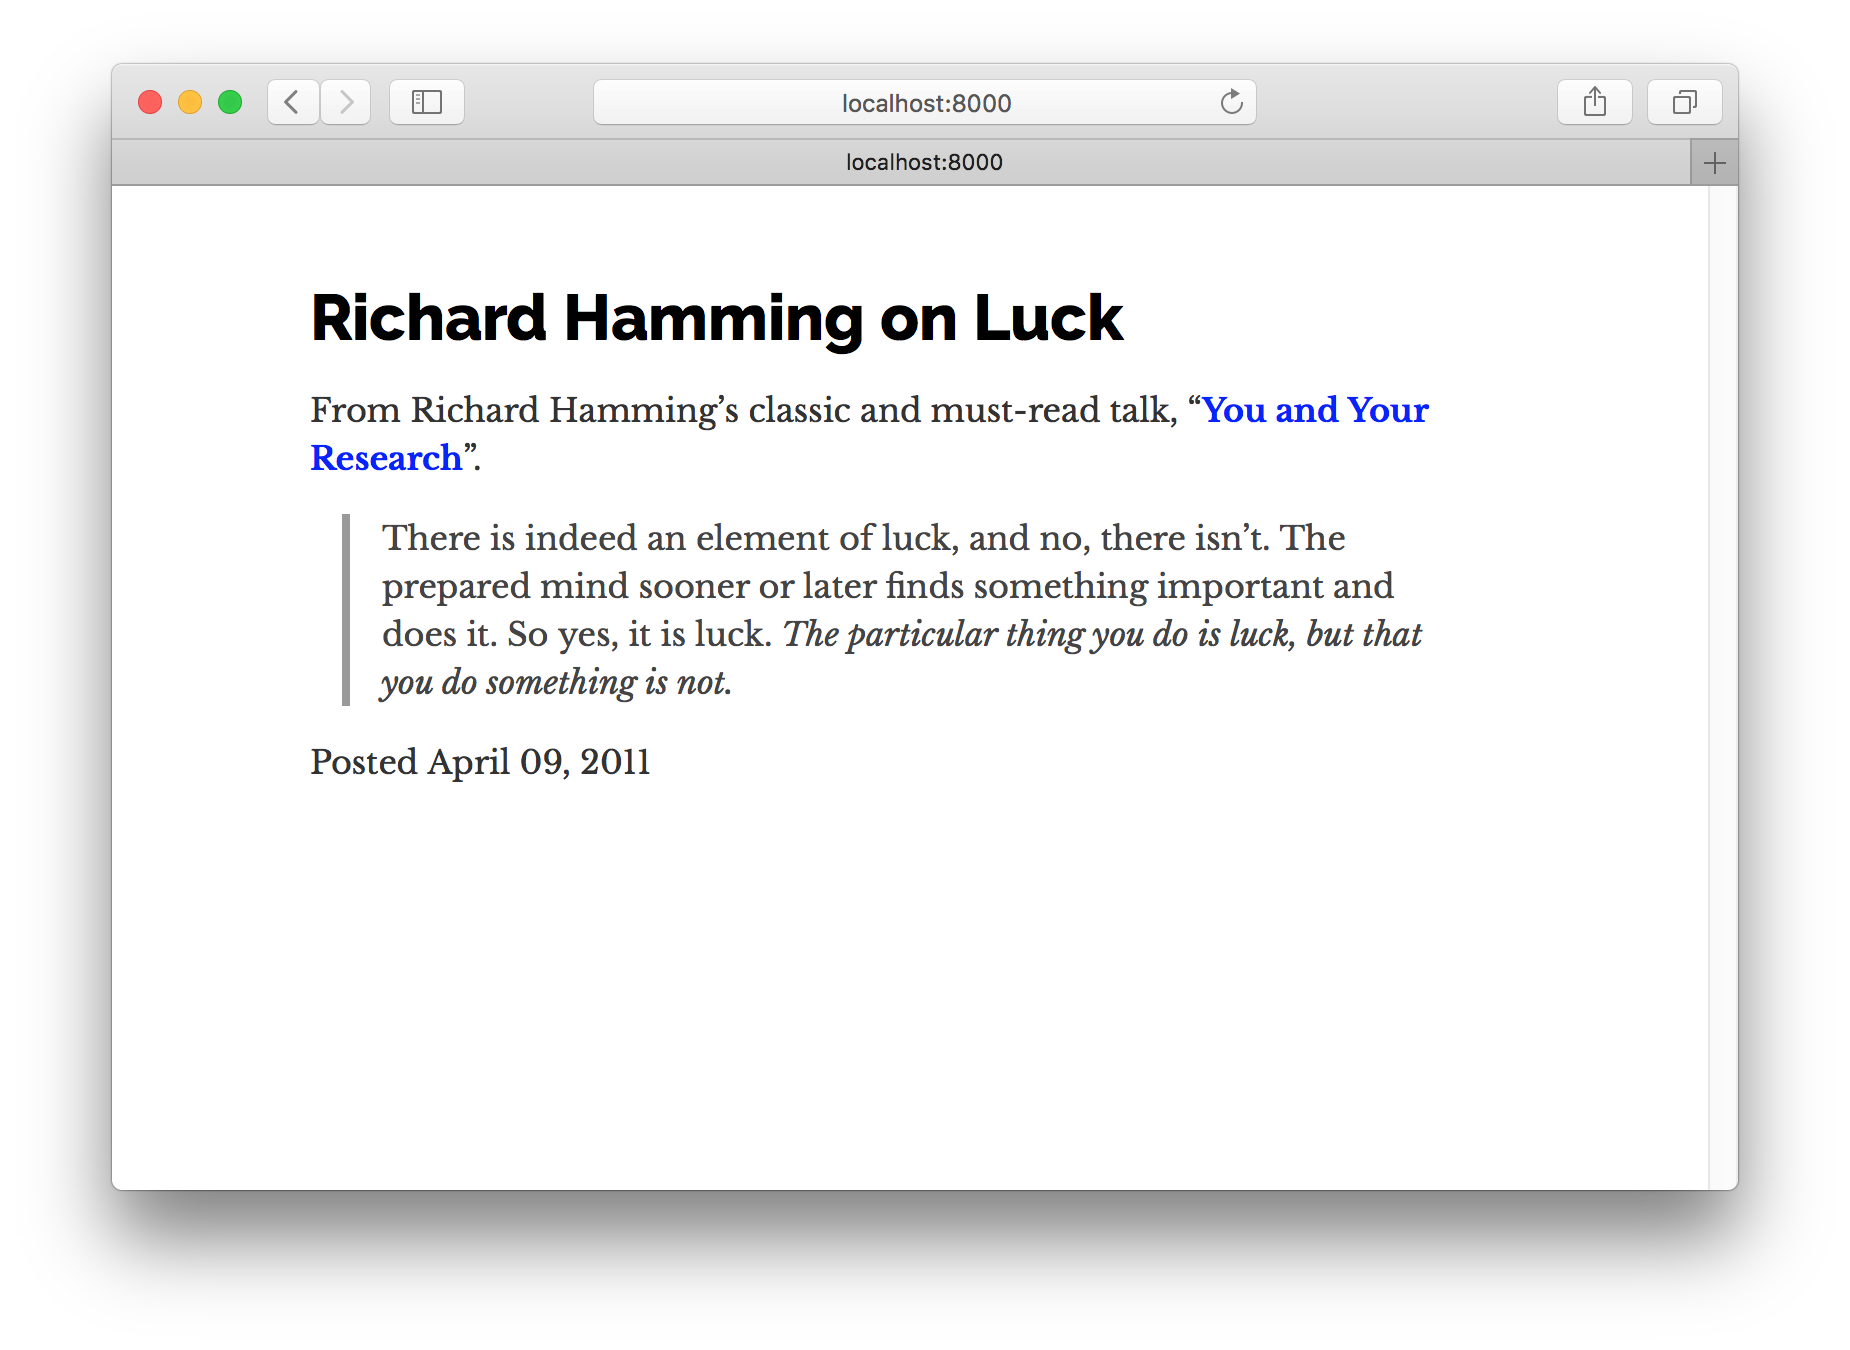 localhost:8000
localhost:8000
Richard Hamming on Luck
From Richard Hamming’s classic and must-read talk, “You and Your
Research”.
There is indeed an element of luck, and no, there isn’t. The
prepared mind sooner or later finds something important and
does it. So yes, it is luck. The particular thing you do is luck, but that
you do something is not.
Posted April 09, 2011